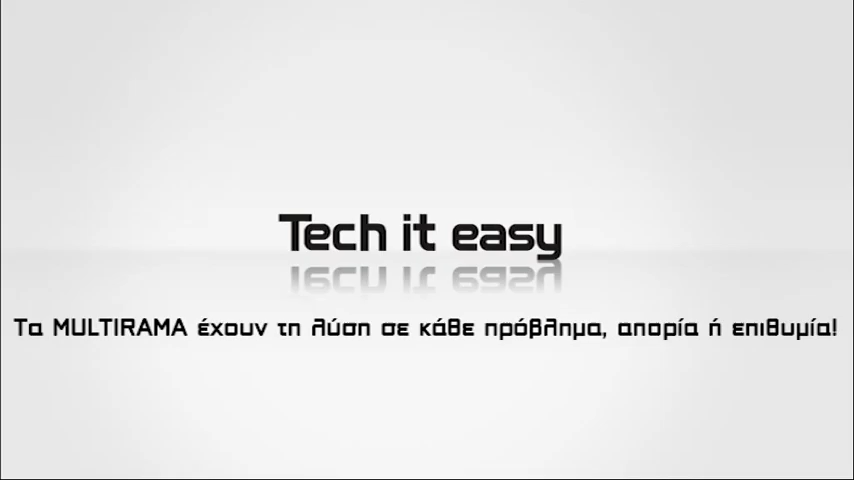 Tech it easy
Τα MULTIRAMA έχουν τη λύση σε κάθε πρόβλημα, απορία ή επιθυμία!